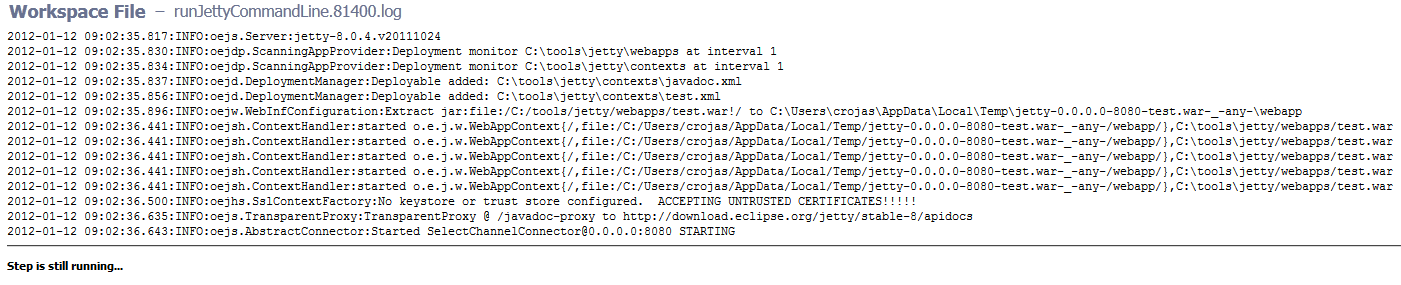 Workspace File – runJettyCommandLine.81400.log
2012-01-12 09:02:35.817:INFO:oejs.Server:jetty-8.0.4.v20111024
2012-01-12 09:02:35.830:INFO:oejdp.ScanningAppProvider:Deployment monitor C:\tools\jetty\webapps at interval 1
2012-01-12 09:02:35.834:INFO:oejdp.ScanningAppProvider:Deployment monitor C:\tools\jetty\contexts at interval 1
2012-01-12 09:02:35.837:INFO:oejd.DeploymentManager:Deployable added: C:\tools\jetty\contexts\javadoc.xml
2012-01-12 09:02:35.856:INFO:oejd.DeploymentManager:Deployable added: C:\tools\jetty\contexts\test.xml
2012-01-12 09:02:35.896:INFO:oejw.WebInfConfiguration:Extract jar:file:/C:/tools/jetty/webapps/test.war!/ to C:\Users\crojas\AppData\Local\Temp\jetty-0.0.0.0-8080-test.war-_-any-\webapp
2012-01-12 09:02:36.441:INFO:oejsh.ContextHandler:started o.e.j.w.WebAppContext{/,file:/C:/Users/crojas/AppData/Local/Temp/jetty-0.0.0.0-8080-test.war-_-any-/webapp/},C:\tools\jetty/webapps/test.war
2012-01-12 09:02:36.441:INFO:oejsh.ContextHandler:started o.e.j.w.WebAppContext{/,file:/C:/Users/crojas/AppData/Local/Temp/jetty-0.0.0.0-8080-test.war-_-any-/webapp/},C:\tools\jetty/webapps/test.war
2012-01-12 09:02:36.441:INFO:oejsh.ContextHandler:started o.e.j.w.WebAppContext{/,file:/C:/Users/crojas/AppData/Local/Temp/jetty-0.0.0.0-8080-test.war-_-any-/webapp/},C:\tools\jetty/webapps/test.war
2012-01-12 09:02:36.441:INFO:oejsh.ContextHandler:started o.e.j.w.WebAppContext{/,file:/C:/Users/crojas/AppData/Local/Temp/jetty-0.0.0.0-8080-test.war-_-any-/webapp/},C:\tools\jetty/webapps/test.war
2012-01-12 09:02:36.441:INFO:oejsh.ContextHandler:started o.e.j.w.WebAppContext{/,file:/C:/Users/crojas/AppData/Local/Temp/jetty-0.0.0.0-8080-test.war-_-any-/webapp/},C:\tools\jetty/webapps/test.war
2012-01-12 09:02:36.500:INFO:oejhs.SslContextFactory:No keystore or trust store configured.  ACCEPTING UNTRUSTED CERTIFICATES!!!!!
2012-01-12 09:02:36.635:INFO:oejs.TransparentProxy:TransparentProxy @ /javadoc-proxy to http://download.eclipse.org/jetty/stable-8/apidocs
2012-01-12 09:02:36.643:INFO:oejs.AbstractConnector:Started SelectChannelConnector@0.0.0.0:8080 STARTING
Step is still running...